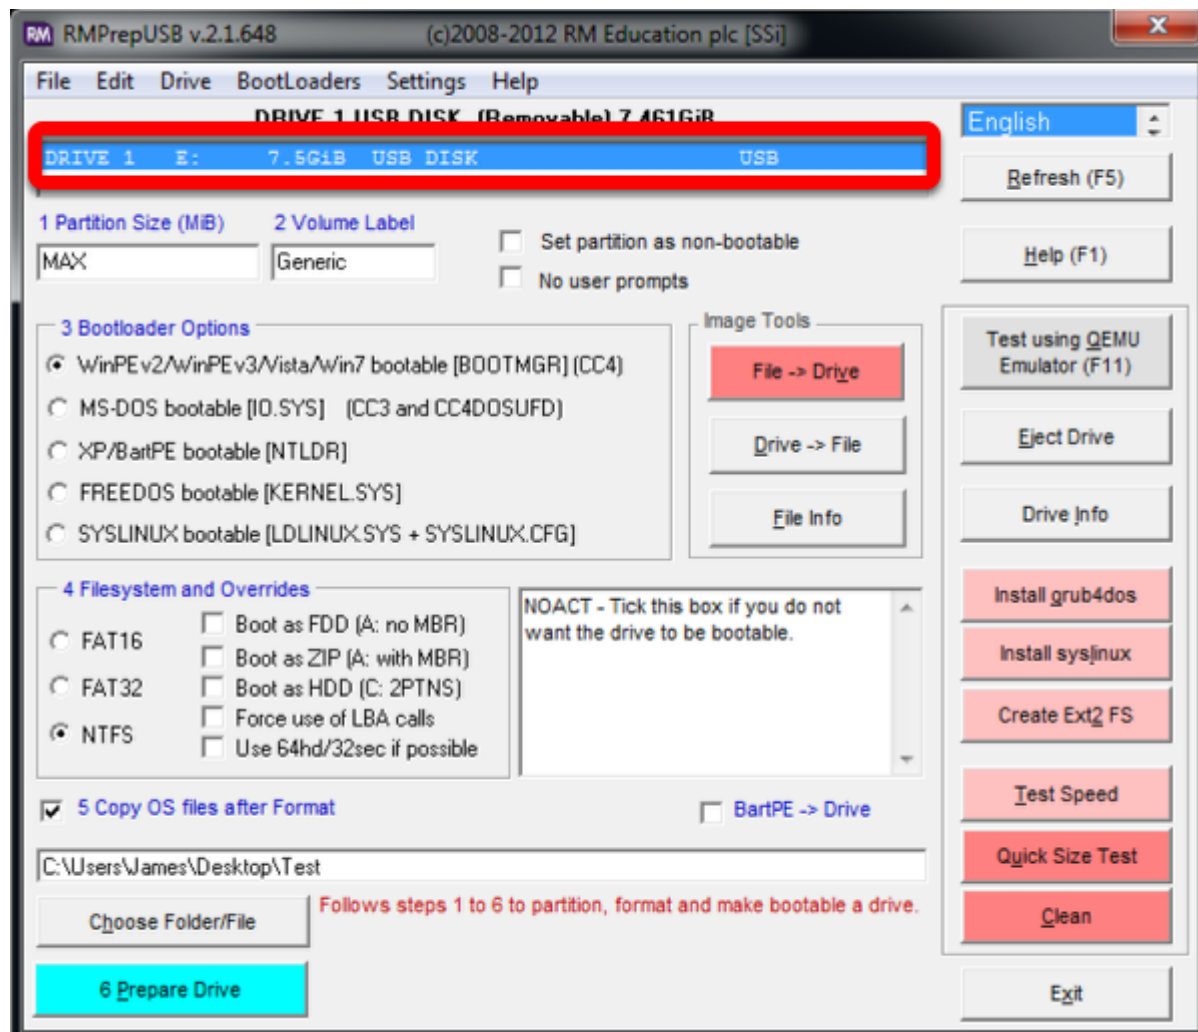 RM RMPrepUSB v.2.1.648 (c)2008-2012 RM Education plc [SSi]
File Edit Drive BootLoaders Settings Help
DRIVE 1 USB DISK (Removable) 7.461GiB
English
DRIVE 1 E: 7.5GiB USB DISK USB
Refresh (F5)
1 Partition Size (MiB) 2 Volume Label
MAX Generic
Set partition as non-bootable
No user prompts
Help (F1)
3 Bootloader Options
WinPEv2/WinPEv3/Vista/Win7 bootable [BOOTMGR] (CC4)
MS-DOS bootable [IO.SYS] (CC3 and CC4DOSUFD)
XP/BartPE bootable [NTLDR]
FREEDOS bootable [KERNEL.SYS]
SYSLINUX bootable [LDLINUX.SYS + SYSLINUX.CFG]
Image Tools
File -> Drive
Drive -> File
File Info
Test using QEMU
Emulator (F11)
Eject Drive
Drive Info
4 Filesystem and Overrides
FAT16
FAT32
NTFS
Boot as FDD (A: no MBR)
Boot as ZIP (A: with MBR)
Boot as HDD (C: 2PTNS)
Force use of LBA calls
Use 64hd/32sec if possible
NOACT - Tick this box if you do not
want the drive to be bootable.
Install grub4dos
Install syslinux
Create Ext2 FS
5 Copy OS files after Format
BartPE -> Drive
Test Speed
Quick Size Test
Clean
C:\Users\James\Desktop\Test
Choose Folder/File
Follows steps 1 to 6 to partition, format and make bootable a drive.
6 Prepare Drive
Exit